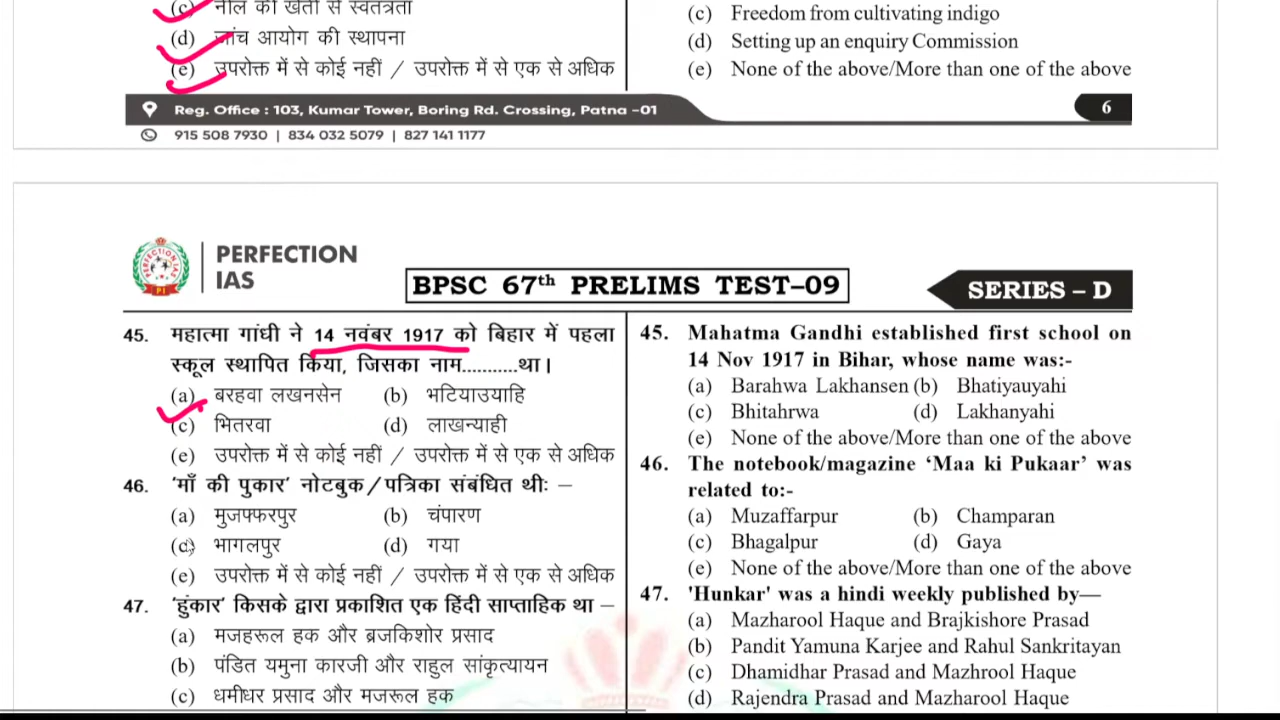 (c) नील की खेती से स्वतंत्रता
(d) जांच आयोग की स्थापना
(e) उपरोक्त में से कोई नहीं / उपरोक्त में से एक से अधिक
(c) Freedom from cultivating indigo
(d) Setting up an enquiry Commission
(e) None of the above/More than one of the above
Reg. Office : 103, Kumar Tower, Boring Rd. Crossing, Patna -01
6
915 508 7930 | 834 032 5079 | 827 141 1177
PERFECTION IAS
PI
PERFECTION
IAS
BPSC 67th PRELIMS TEST–09
SERIES – D
45. महात्मा गांधी ने 14 नवंबर 1917 को बिहार में पहला
स्कूल स्थापित किया, जिसका नाम...........था।
(a) बरहवा लखनसेन (b) भटियाउयाहि
(c) भितरवा (d) लाखन्याही
(e) उपरोक्त में से कोई नहीं / उपरोक्त में से एक से अधिक
46. 'माँ की पुकार' नोटबुक/पत्रिका संबंधित थीः –
(a) मुजफ्फरपुर (b) चंपारण
(c) भागलपुर (d) गया
(e) उपरोक्त में से कोई नहीं / उपरोक्त में से एक से अधिक
47. 'हुंकार' किसके द्वारा प्रकाशित एक हिंदी साप्ताहिक था –
(a) मजहरूल हक और ब्रजकिशोर प्रसाद
(b) पंडित यमुना कारजी और राहुल सांकृत्यायन
(c) धमीधर प्रसाद और मजरूल हक
45. Mahatma Gandhi established first school on
14 Nov 1917 in Bihar, whose name was:-
(a) Barahwa Lakhansen (b) Bhatiyauyahi
(c) Bhitahrwa (d) Lakhanyahi
(e) None of the above/More than one of the above
46. The notebook/magazine ‘Maa ki Pukaar’ was
related to:-
(a) Muzaffarpur (b) Champaran
(c) Bhagalpur (d) Gaya
(e) None of the above/More than one of the above
47. 'Hunkar' was a hindi weekly published by—
(a) Mazharool Haque and Brajkishore Prasad
(b) Pandit Yamuna Karjee and Rahul Sankritayan
(c) Dhamidhar Prasad and Mazhrool Haque
(d) Rajendra Prasad and Mazharool Haque